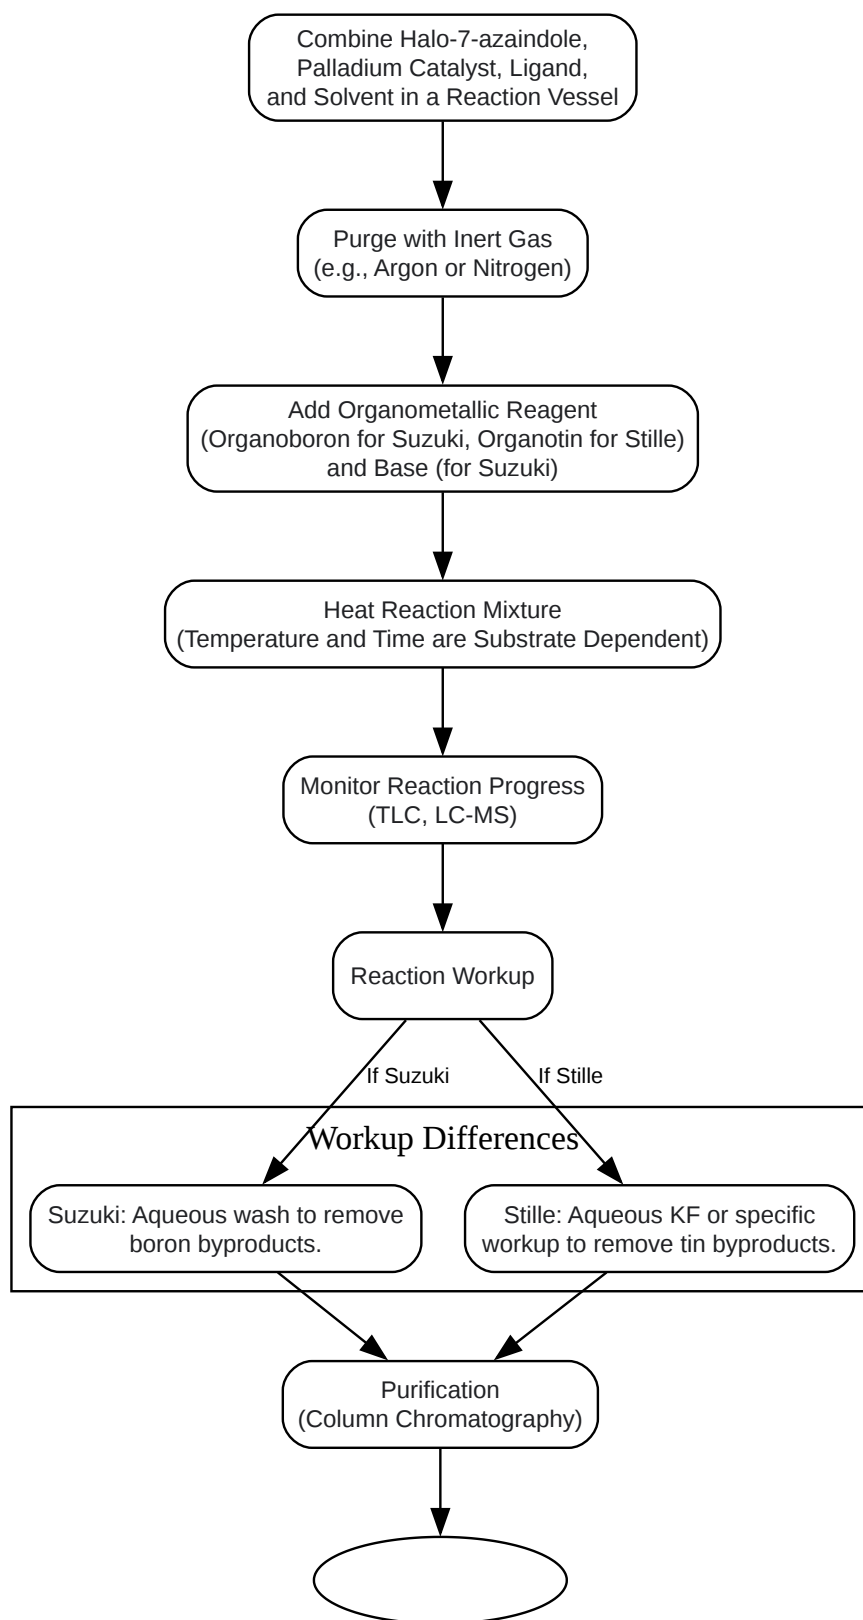 Combine Halo-7-azaindole,
Palladium Catalyst, Ligand,
and Solvent in a Reaction Vessel
Purge with Inert Gas
(e.g., Argon or Nitrogen)
Add Organometallic Reagent
(Organoboron for Suzuki, Organotin for Stille)
and Base (for Suzuki)
Heat Reaction Mixture
(Temperature and Time are Substrate Dependent)
Monitor Reaction Progress
(TLC, LC-MS)
Reaction Workup
If Suzuki
If Stille
Workup Differences
Suzuki: Aqueous wash to remove
boron byproducts.
Stille: Aqueous KF or specific
workup to remove tin byproducts.
Purification
(Column Chromatography)